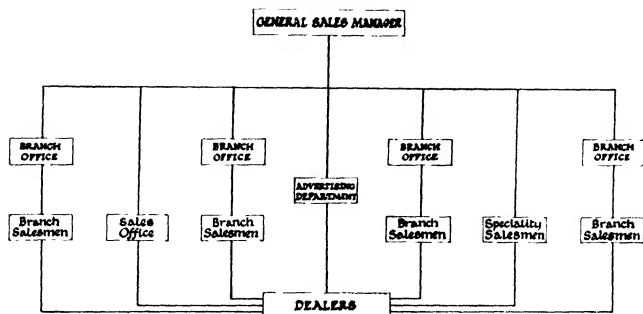 GENERAL SALES MANAGER
BRANCH
OFFICE
BRANCH
OFFICE
BRANCH
OFFICE
BRANCH
OFFICE
ADVERTISING
DEPARTMENT
Branch
Salesmen
Sales
Office
Branch
Salesmen
Branch
Salesmen
Speciality
Salesmen
Branch
Salesmen
DEALERS